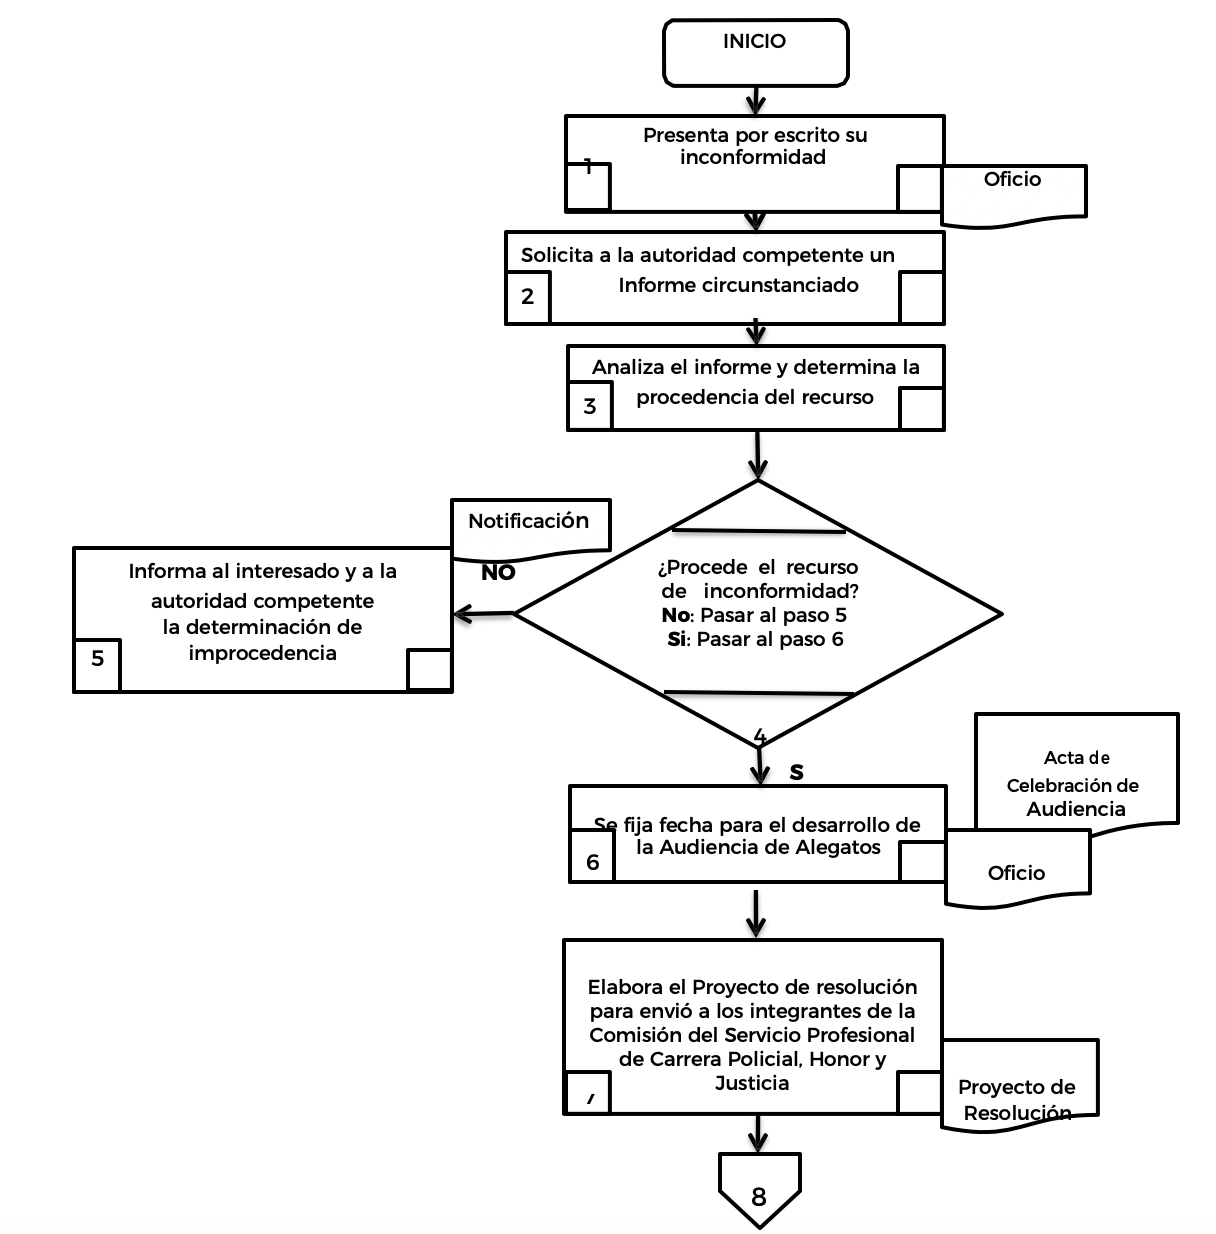 INICIO
Presenta por escrito su
inconformidad
1
Oficio
Solicita a la autoridad competente un
Informe circunstanciado
2
Analiza el informe y determina la
procedencia del recurso
3
Notificación
NO
Informa al interesado y a la
autoridad competente
la determinación de
improcedencia
5
¿Procede el recurso
de inconformidad?
No: Pasar al paso 5
Si: Pasar al paso 6
4
S
Acta de
Celebración de
Audiencia
Se fija fecha para el desarrollo de
la Audiencia de Alegatos
6
Oficio
Elabora el Proyecto de resolución
para envió a los integrantes de la
Comisión del Servicio Profesional
de Carrera Policial, Honor y
Justicia
7
Proyecto de
Resolución
8